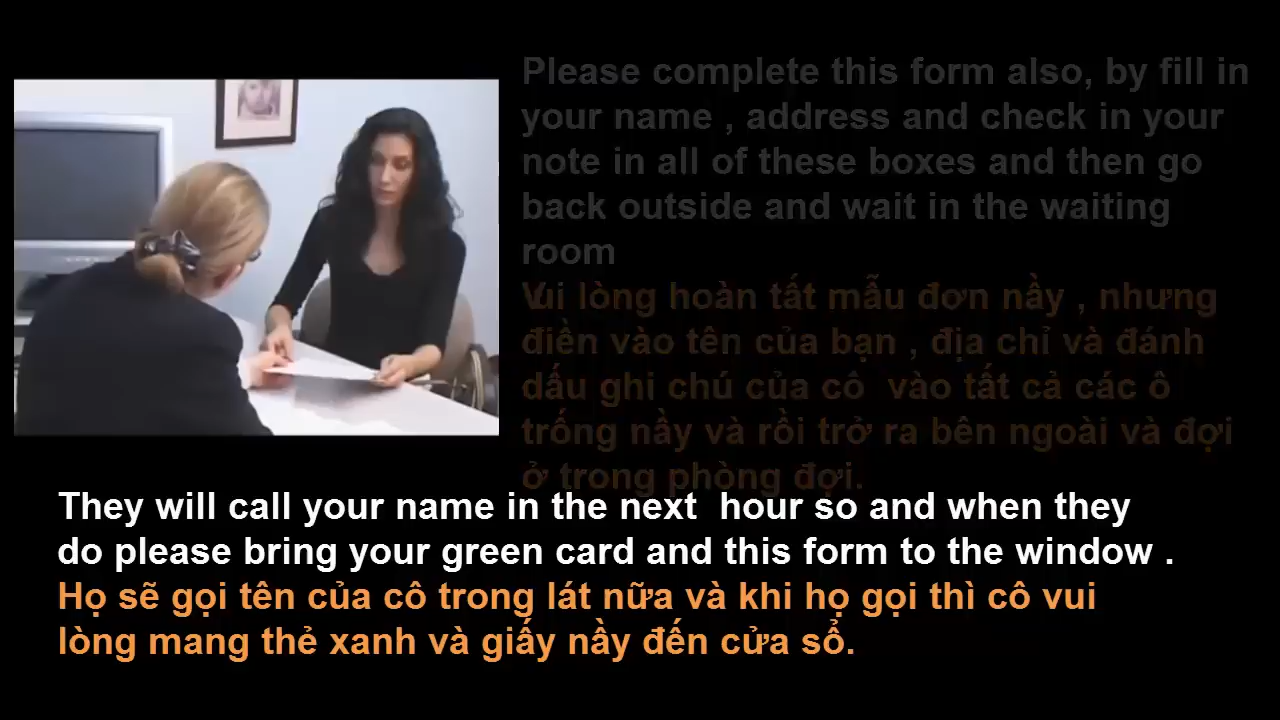 Please complete this form also, by fill in
your name , address and check in your
note in all of these boxes and then go
back outside and wait in the waiting
room
Vui lòng hoàn tất mẫu đơn nầy , nhưng
điền vào tên của bạn , địa chỉ và đánh
dấu ghi chú của cô vào tất cả các ô
trống nầy và rồi trở ra bên ngoài và đợi
ở trong phòng đợi.
They will call your name in the next hour so and when they
do please bring your green card and this form to the window .
Họ sẽ gọi tên của cô trong lát nữa và khi họ gọi thì cô vui
lòng mang thẻ xanh và giấy nầy đến cửa sổ.